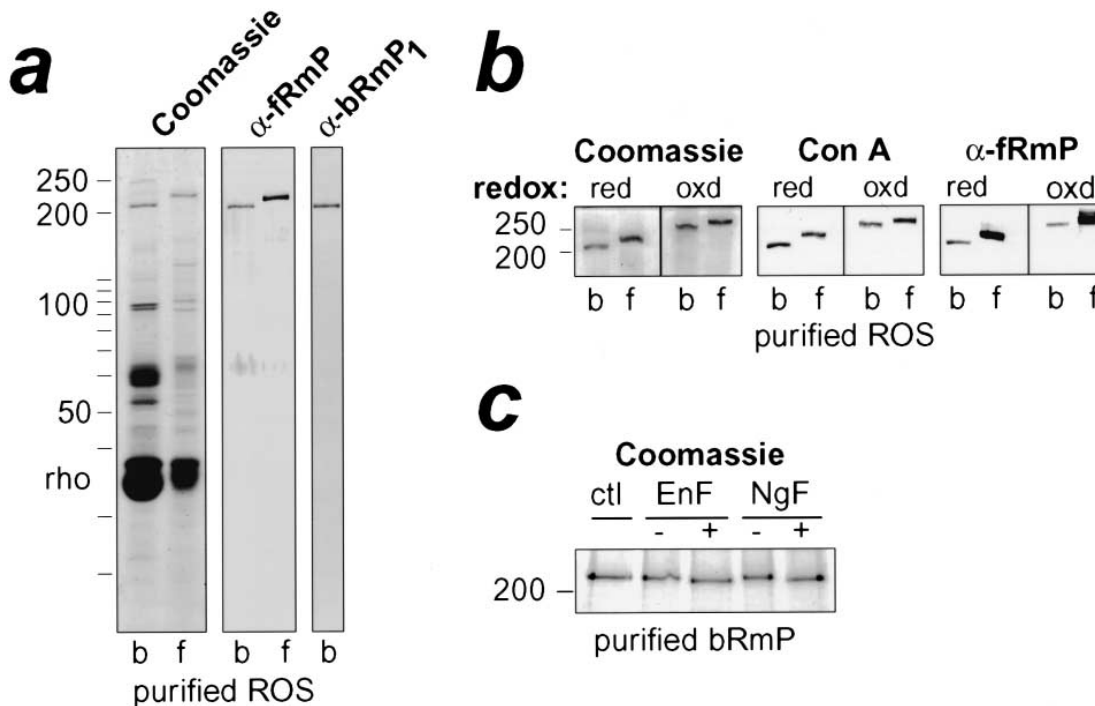 a
Coomassie
α-fRmP
α-bRmP1
250
200
100
50
rho
b f b f b
purified ROS
b
Coomassie Con A α-fRmP
redox: red oxd red oxd red oxd
250
200
b f b f b f b f b f b f
purified ROS
c
Coomassie
ctl EnF NgF
- + - +
200
purified bRmP